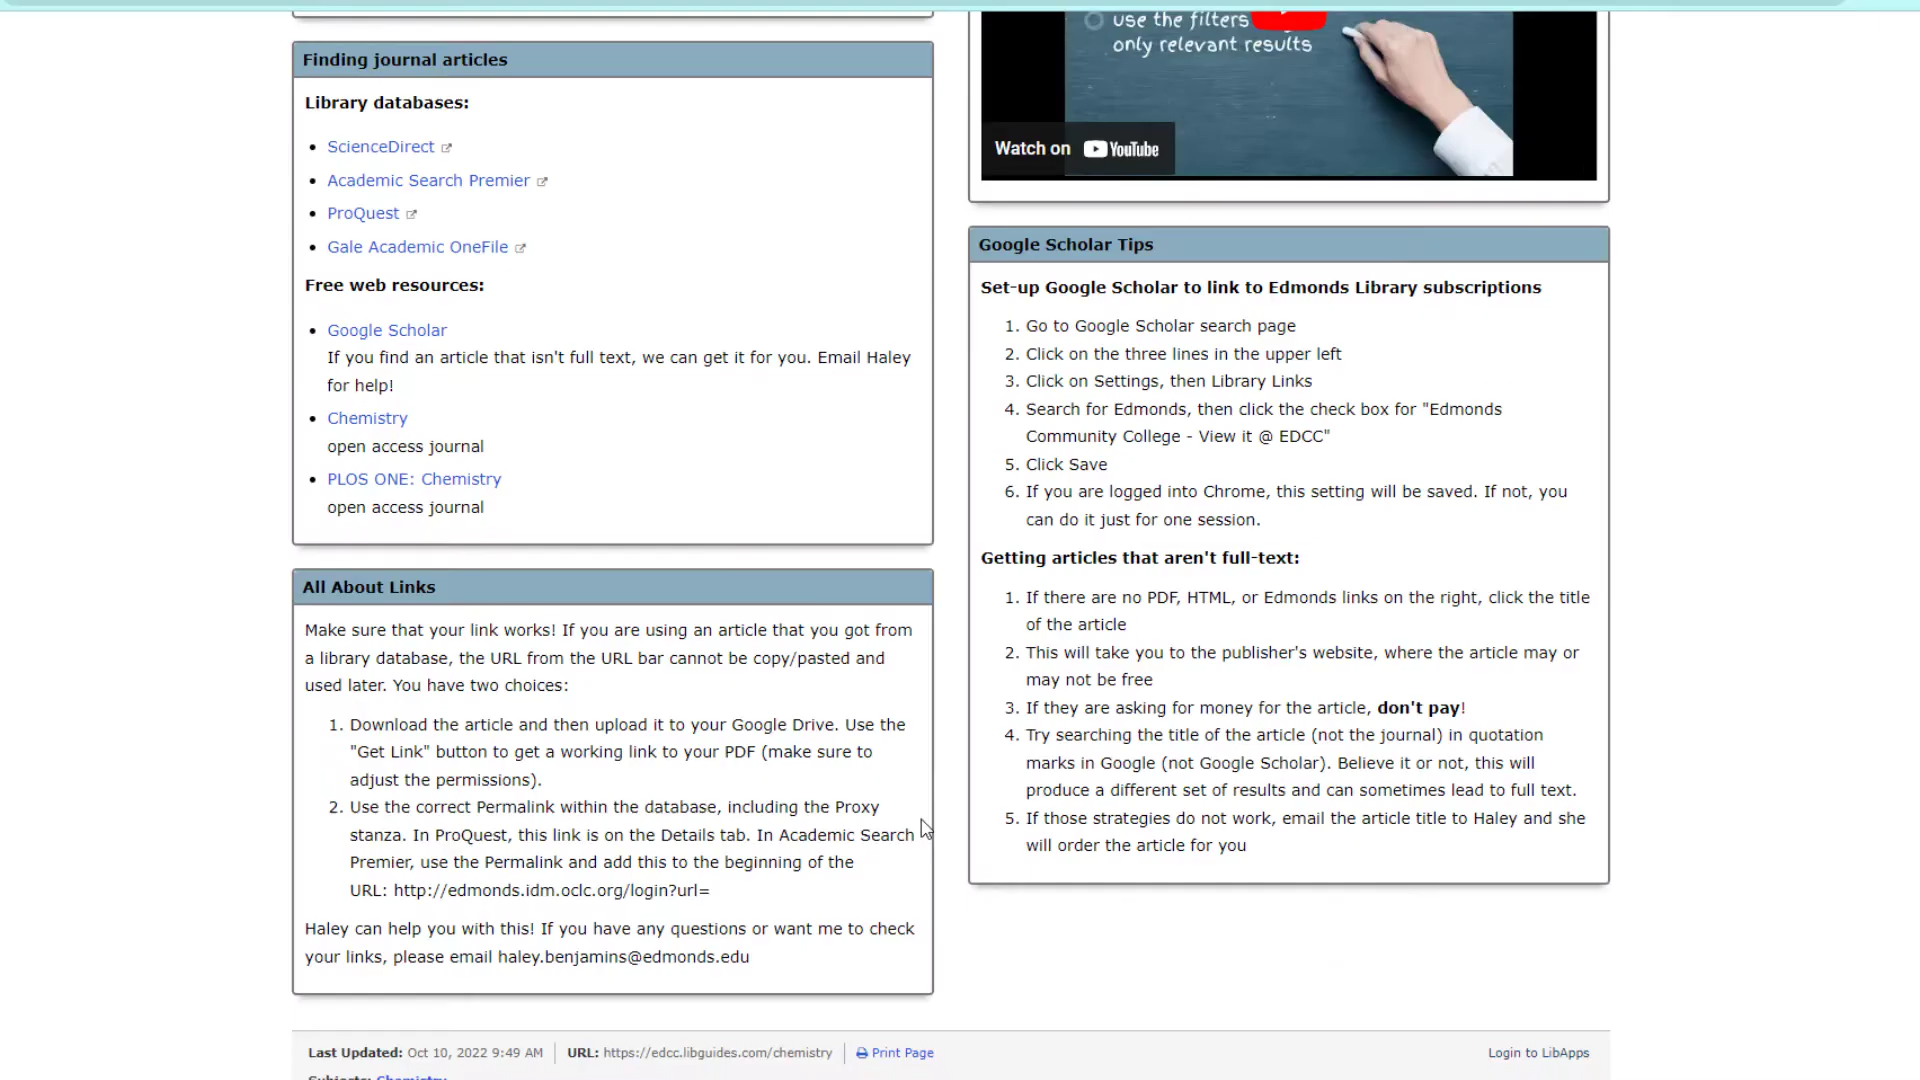 Finding journal articles
Library databases:
• ScienceDirect
• Academic Search Premier
• ProQuest
• Gale Academic OneFile
Free web resources:
• Google Scholar
If you find an article that isn't full text, we can get it for you. Email Haley
for help!
• Chemistry
open access journal
• PLOS ONE: Chemistry
open access journal
All About Links
Make sure that your link works! If you are using an article that you got from
a library database, the URL from the URL bar cannot be copy/pasted and
used later. You have two choices:
1. Download the article and then upload it to your Google Drive. Use the
"Get Link" button to get a working link to your PDF (make sure to
adjust the permissions).
2. Use the correct Permalink within the database, including the Proxy
stanza. In ProQuest, this link is on the Details tab. In Academic Search
Premier, use the Permalink and add this to the beginning of the
URL: http://edmonds.idm.oclc.org/login?url=
Haley can help you with this! If you have any questions or want me to check
your links, please email haley.benjamins@edmonds.edu
use the filters
only relevant results
Watch on YouTube
Google Scholar Tips
Set-up Google Scholar to link to Edmonds Library subscriptions
1. Go to Google Scholar search page
2. Click on the three lines in the upper left
3. Click on Settings, then Library Links
4. Search for Edmonds, then click the check box for "Edmonds
Community College - View it @ EDCC"
5. Click Save
6. If you are logged into Chrome, this setting will be saved. If not, you
can do it just for one session.
Getting articles that aren't full-text:
1. If there are no PDF, HTML, or Edmonds links on the right, click the title
of the article
2. This will take you to the publisher's website, where the article may or
may not be free
3. If they are asking for money for the article, don't pay!
4. Try searching the title of the article (not the journal) in quotation
marks in Google (not Google Scholar). Believe it or not, this will
produce a different set of results and can sometimes lead to full text.
5. If those strategies do not work, email the article title to Haley and she
will order the article for you
Last Updated: Oct 10, 2022 9:49 AM URL: https://edcc.libguides.com/chemistry Print Page Login to LibApps
Subjects: Chemistry